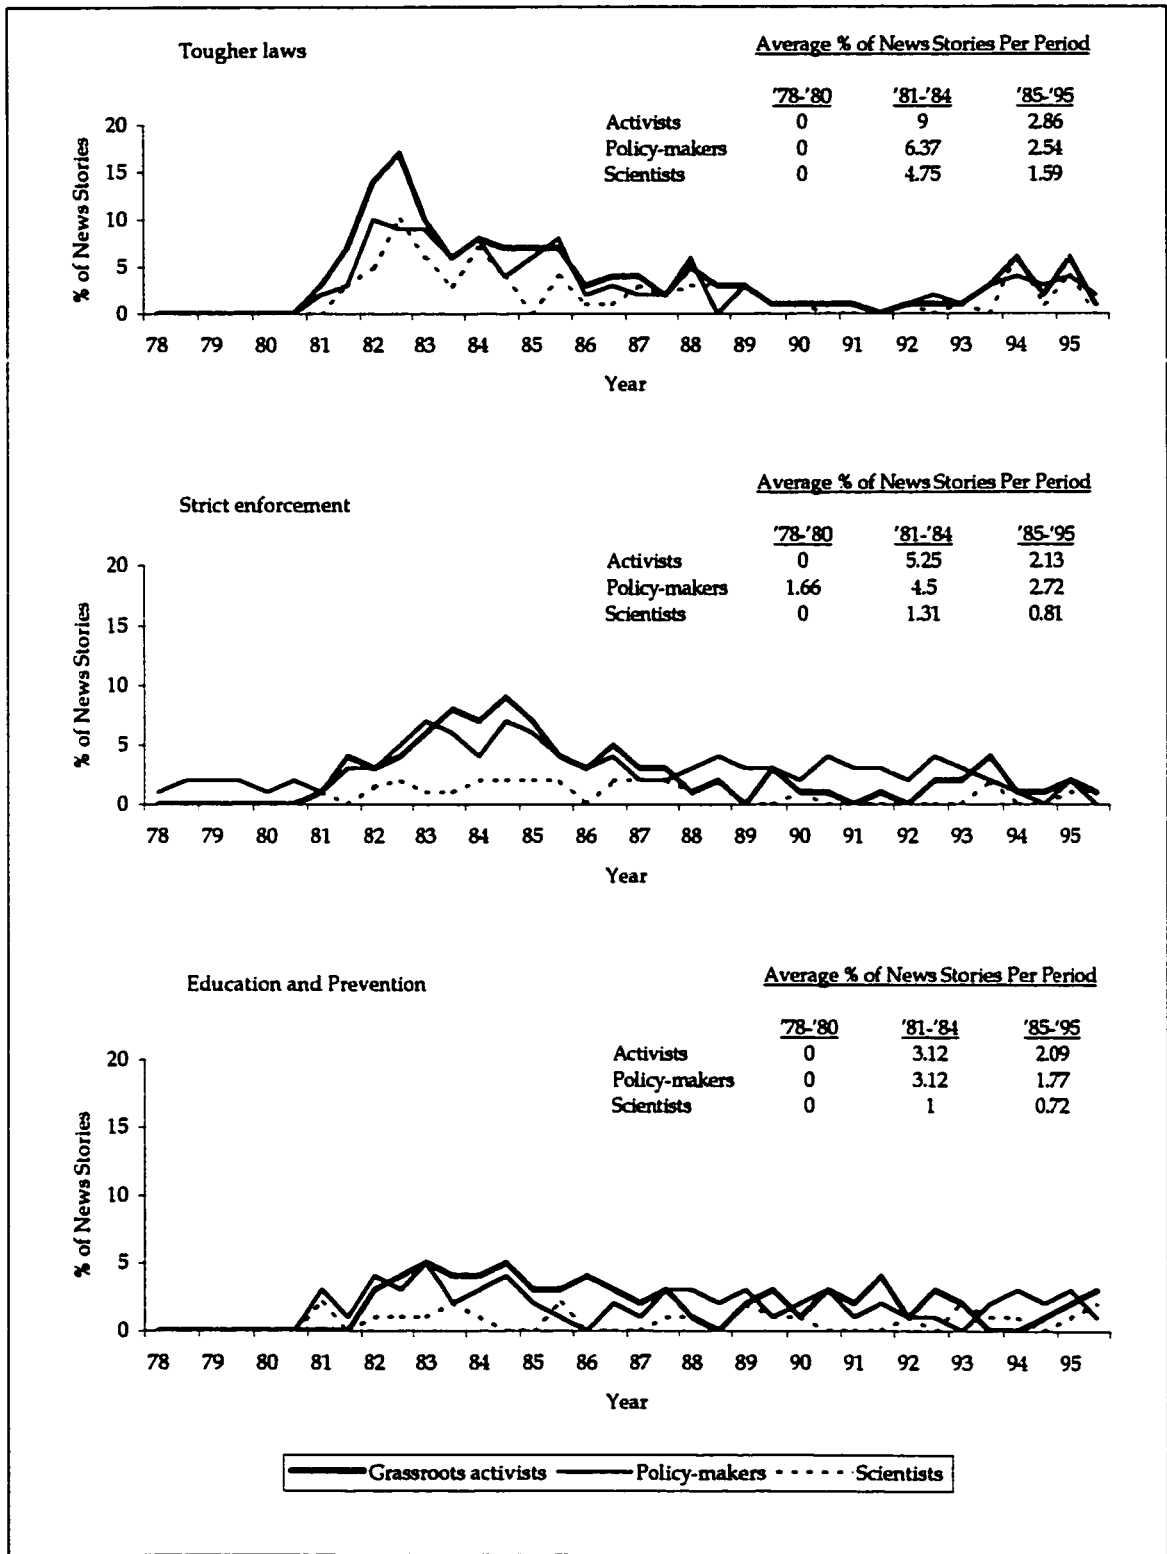 Tougher laws
Average % of News Stories Per Period
'78-'80 '81-'84 '85-'95
Activists 0 9 2.86
Policy-makers 0 6.37 2.54
Scientists 0 4.75 1.59
% of News Stories
20
15
10
5
0
78 79 80 81 82 83 84 85 86 87 88 89 90 91 92 93 94 95
Year
Strict enforcement
Average % of News Stories Per Period
'78-'80 '81-'84 '85-'95
Activists 0 5.25 2.13
Policy-makers 1.66 4.5 2.72
Scientists 0 1.31 0.81
% of News Stories
20
15
10
5
0
78 79 80 81 82 83 84 85 86 87 88 89 90 91 92 93 94 95
Year
Education and Prevention
Average % of News Stories Per Period
'78-'80 '81-'84 '85-'95
Activists 0 3.12 2.09
Policy-makers 0 3.12 1.77
Scientists 0 1 0.72
% of News Stories
20
15
10
5
0
78 79 80 81 82 83 84 85 86 87 88 89 90 91 92 93 94 95
Year
Grassroots activists Policy-makers Scientists